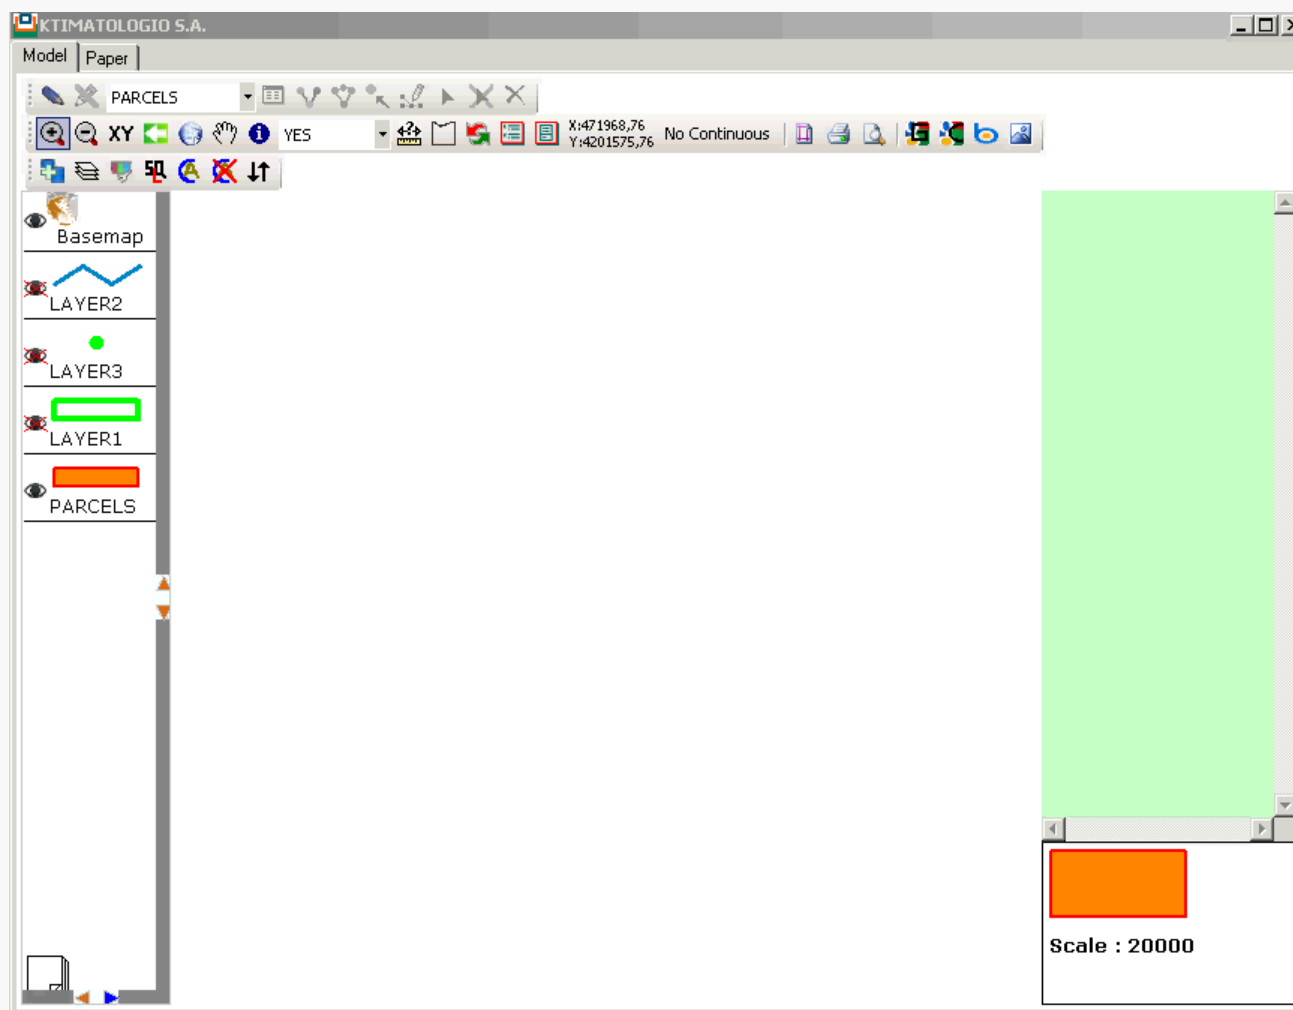 KTIMATOLOGIO S.A.
Model Paper
PARCELS
XY YES X:471968,76 No Continuous
Y:4201575,76
SQL
Basemap
LAYER2
LAYER3
LAYER1
PARCELS
Scale : 20000